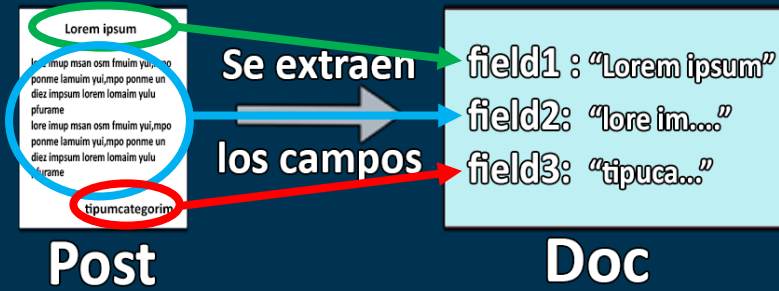 Lorem ipsum
lore imup msan osm fmuim yui,mpo
ponme lamuim yui,mpo ponme un
diez impsum lorem lomaim yulu
pfurame
lore imup msan osm fmuim yui,mpo
ponme lamuim yui,mpo ponme un
diez impsum lorem lomaim yulu
pfurame
tipumcategorim
Post
Se extraen
los campos
field1 : “Lorem ipsum”
field2: “lore im....”
field3: “tipuca...”
Doc